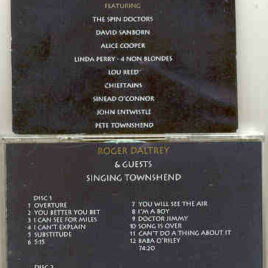 FEATURING
THE SPIN DOCTORS
DAVID SANBORN
ALICE COOPER
LINDA PERRY - 4 NON BLONDES
LOU REED
CHIEFTAINS
SINEAD O'CONNOR
JOHN ENTWISTLE
PETE TOWNSHEND
ROGER DALTREY
& GUESTS
SINGING TOWNSHEND
DISC 1
1 OVERTURE
2 YOU BETTER YOU BET
3 I CAN SEE FOR MILES
4 I CAN'T EXPLAIN
5 SUBSTITUDE
6 5:15
7 YOU WILL SEE THE AIR
8 I'M A BOY
9 DOCTOR JIMMY
10 SONG IS OVER
11 CAN'T DO A THING ABOUT IT
12 BABA O'RILEY
74:20
DISC 2